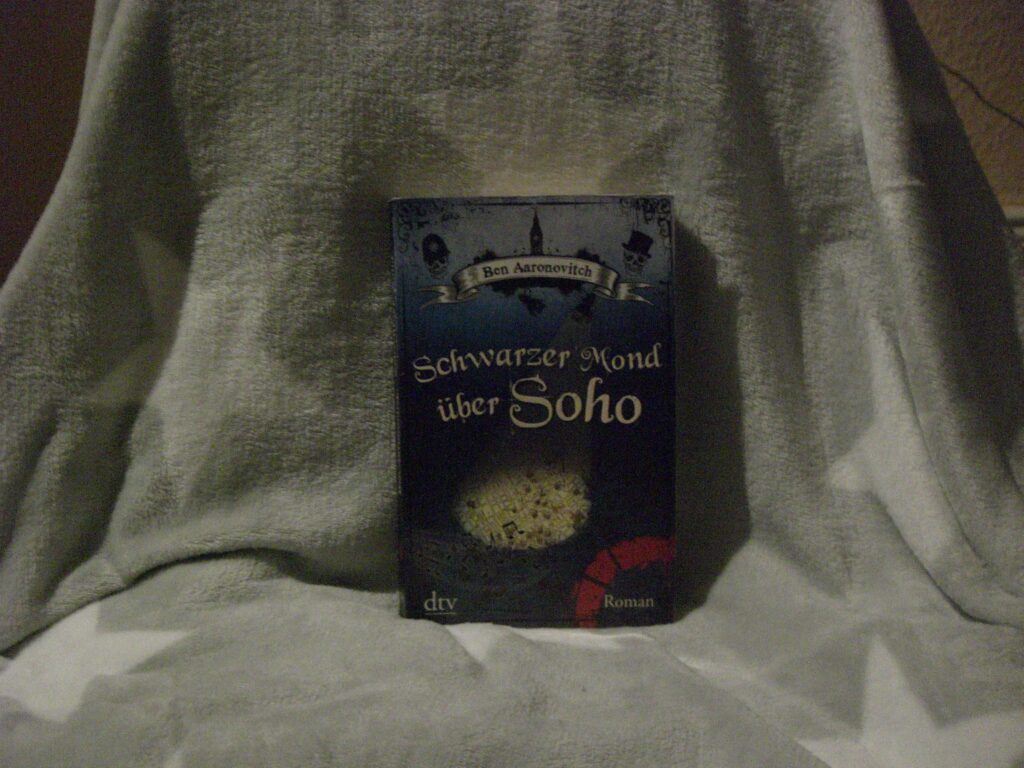 Ben Aaronovitch
Schwarzer Mond
über Soho
dtv
Roman